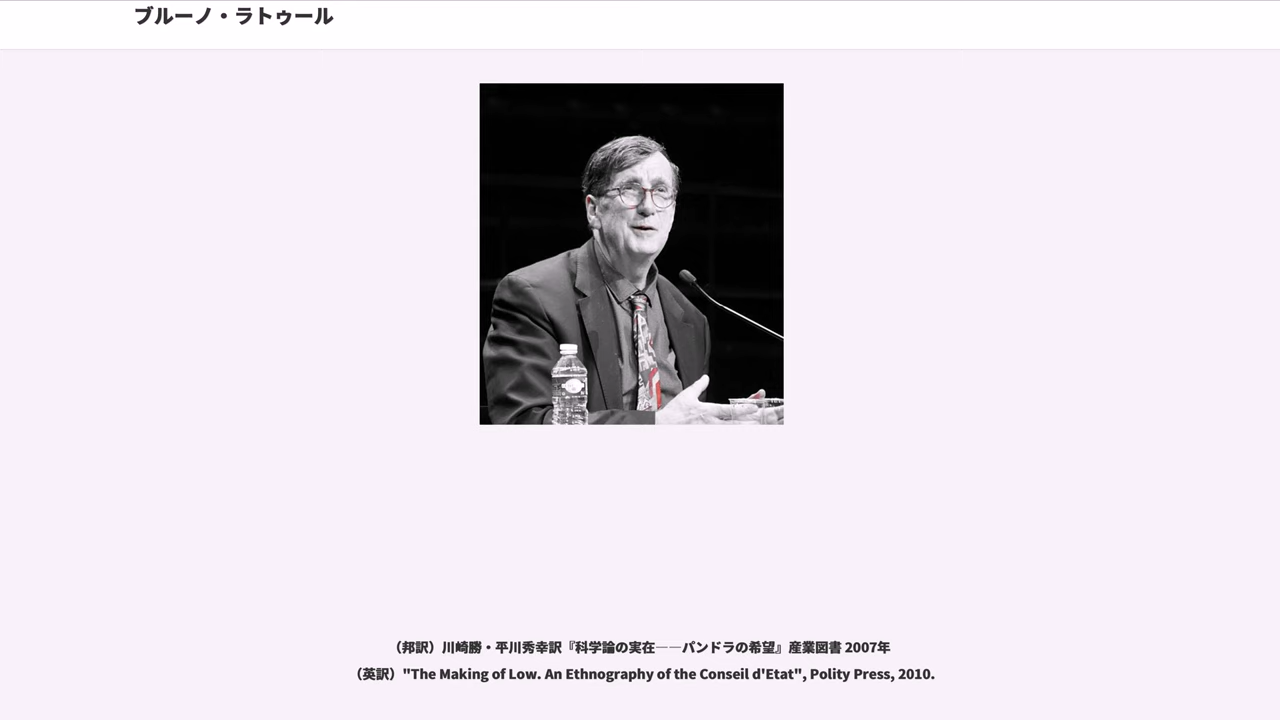 ブルーノ・ラトゥール
（邦訳）川崎勝・平川秀幸訳『科学論の実在――パンドラの希望』産業図書 2007年
（英訳）"The Making of Low. An Ethnography of the Conseil d'Etat", Polity Press, 2010.